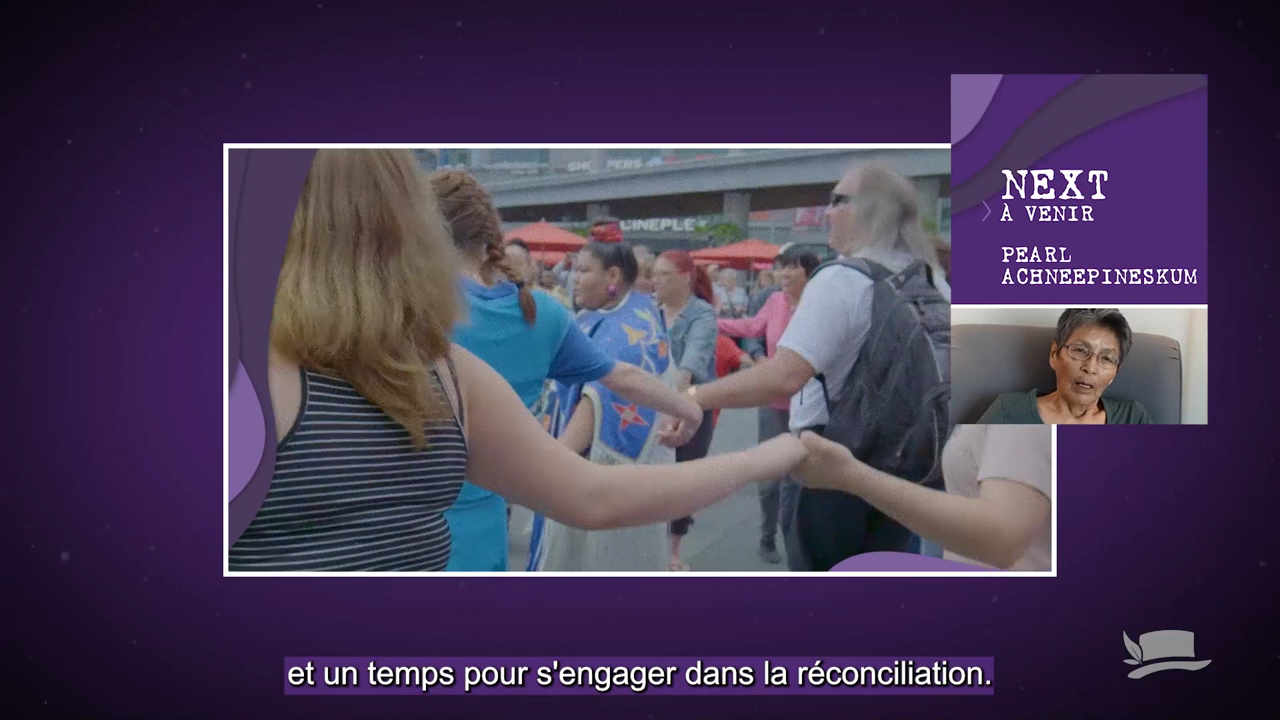 CINEPLE
NEXT
À VENIR
PEARL
ACHNEEPINESKUM
et un temps pour s'engager dans la réconciliation.